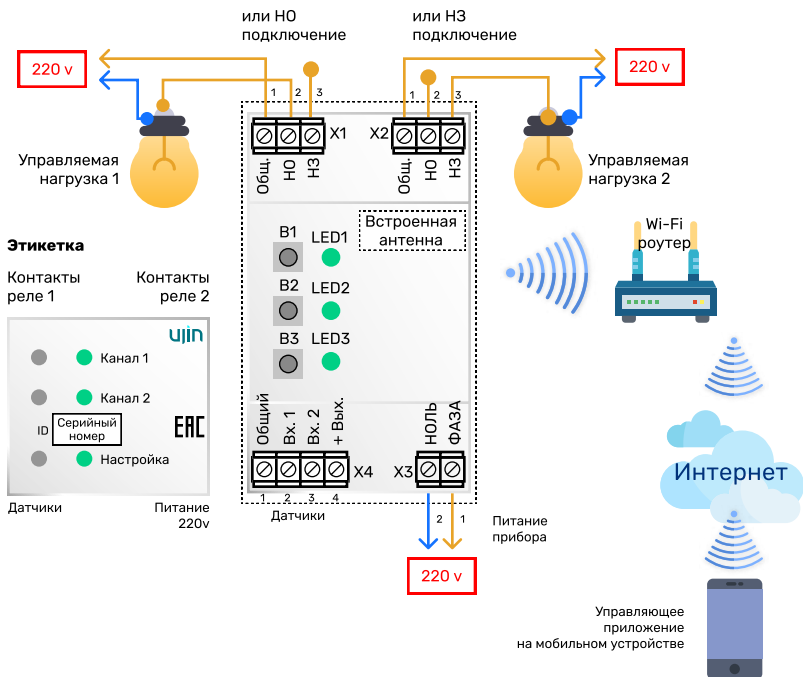 или НО
подключение
или НЗ
подключение
220 v
220 v
1
2
3
1
2
3
X1
X2
Общ.
НО
НЗ
Общ.
НО
НЗ
Управляемая
нагрузка 1
Управляемая
нагрузка 2
Встроенная
антенна
Wi-Fi
роутер
B1
LED1
B2
LED2
B3
LED3
Этикетка
Контакты
реле 1
Контакты
реле 2
ujin
Канал 1
Канал 2
ID
Серийный
номер
EAC
Настройка
Датчики
Питание
220v
Общий
Вх. 1
Вх. 2
+ Вых.
НОЛЬ
ФАЗА
X4
X3
1
2
3
4
Датчики
2
1
Питание
прибора
220 v
Интернет
Управляющее
приложение
на мобильном устройстве